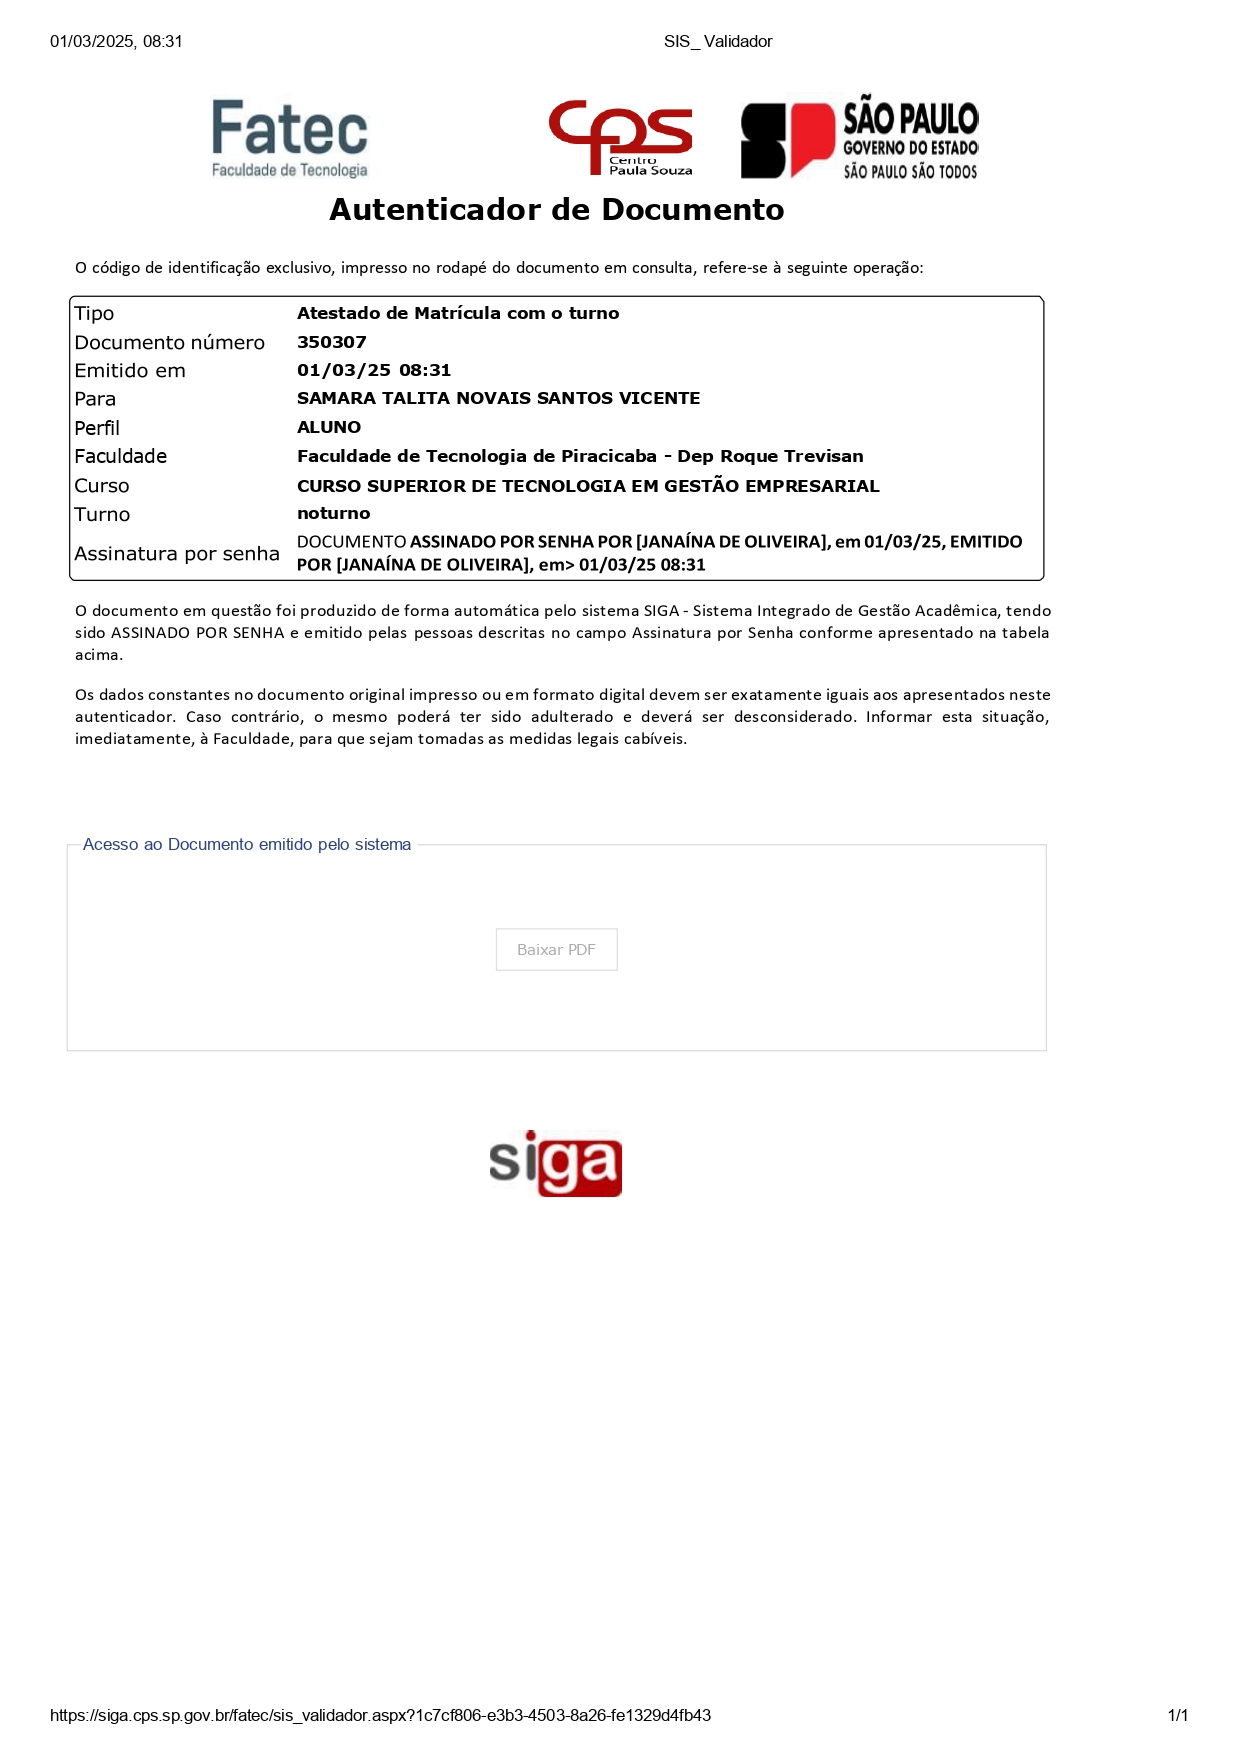 01/03/2025, 08:31 SIS_ Validador
Fatec
Faculdade de Tecnologia
cps
Centro
Paula Souza
SP
SÃO PAULO
GOVERNO DO ESTADO
SÃO PAULO SÃO TODOS
Autenticador de Documento
O código de identificação exclusivo, impresso no rodapé do documento em consulta, refere-se à seguinte operação:
Tipo Atestado de Matrícula com o turno
Documento número 350307
Emitido em 01/03/25 08:31
Para SAMARA TALITA NOVAIS SANTOS VICENTE
Perfil ALUNO
Faculdade Faculdade de Tecnologia de Piracicaba - Dep Roque Trevisan
Curso CURSO SUPERIOR DE TECNOLOGIA EM GESTÃO EMPRESARIAL
Turno noturno
Assinatura por senha DOCUMENTO ASSINADO POR SENHA POR [JANAÍNA DE OLIVEIRA], em 01/03/25, EMITIDO
POR [JANAÍNA DE OLIVEIRA], em> 01/03/25 08:31
O documento em questão foi produzido de forma automática pelo sistema SIGA - Sistema Integrado de Gestão Acadêmica, tendo
sido ASSINADO POR SENHA e emitido pelas pessoas descritas no campo Assinatura por Senha conforme apresentado na tabela
acima.
Os dados constantes no documento original impresso ou em formato digital devem ser exatamente iguais aos apresentados neste
autenticador. Caso contrário, o mesmo poderá ter sido adulterado e deverá ser desconsiderado. Informar esta situação,
imediatamente, à Faculdade, para que sejam tomadas as medidas legais cabíveis.
Acesso ao Documento emitido pelo sistema
Baixar PDF
siga
https://siga.cps.sp.gov.br/fatec/sis_validador.aspx?1c7cf806-e3b3-4503-8a26-fe1329d4fb43 1/1